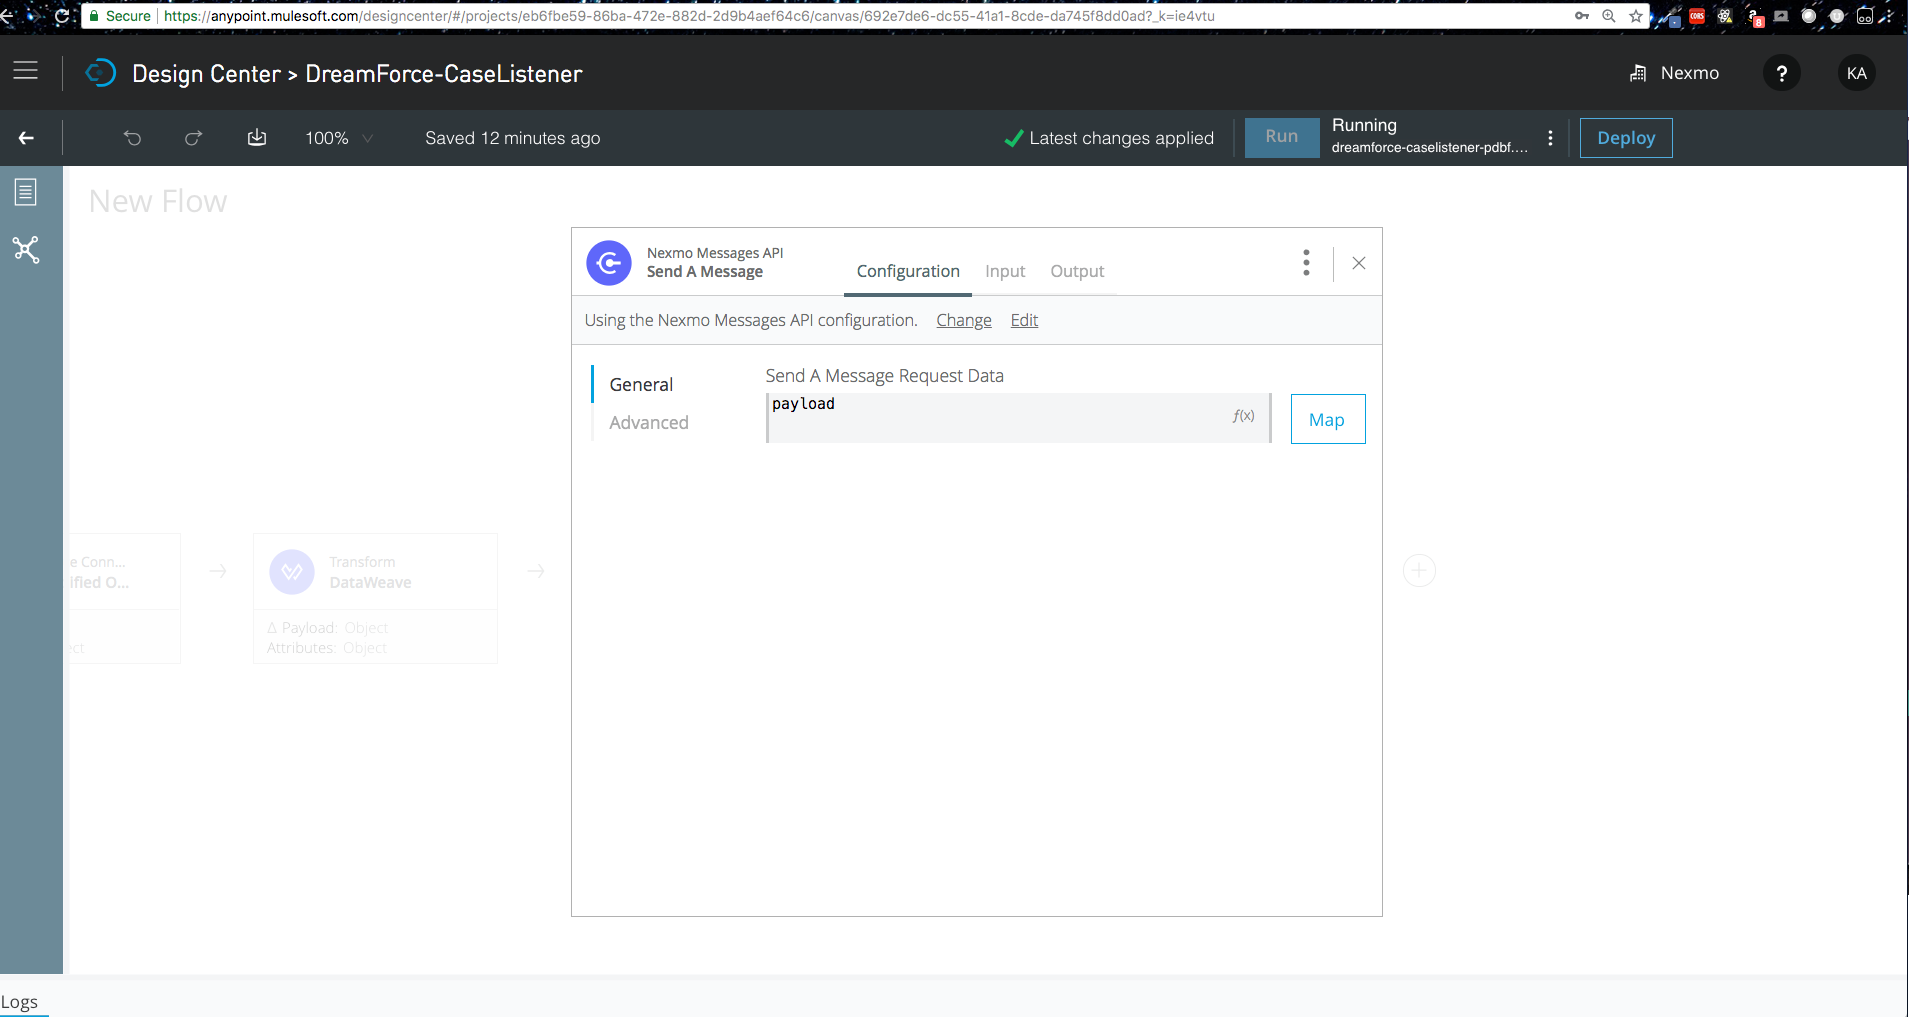 Secure https://anypoint.mulesoft.com/designcenter/#/projects/eb6fbe59-86ba-472e-882d-2d9b4aef64c6/canvas/692e7de6-dc55-41a1-8cde-da745f8dd0ad?_k=ie4vtu
CORS
8
Design Center > DreamForce-CaseListener
Nexmo
?
KA
100%
Saved 12 minutes ago
Latest changes applied
Run
Running
dreamforce-caselistener-pdbf....
Deploy
New Flow
Nexmo Messages API
Send A Message
Configuration
Input
Output
Using the Nexmo Messages API configuration. Change Edit
General
Advanced
Send A Message Request Data
payload
f(x)
Map
e Conn...
ified O...
ect
Transform
DataWeave
Δ Payload: Object
Attributes: Object
Logs